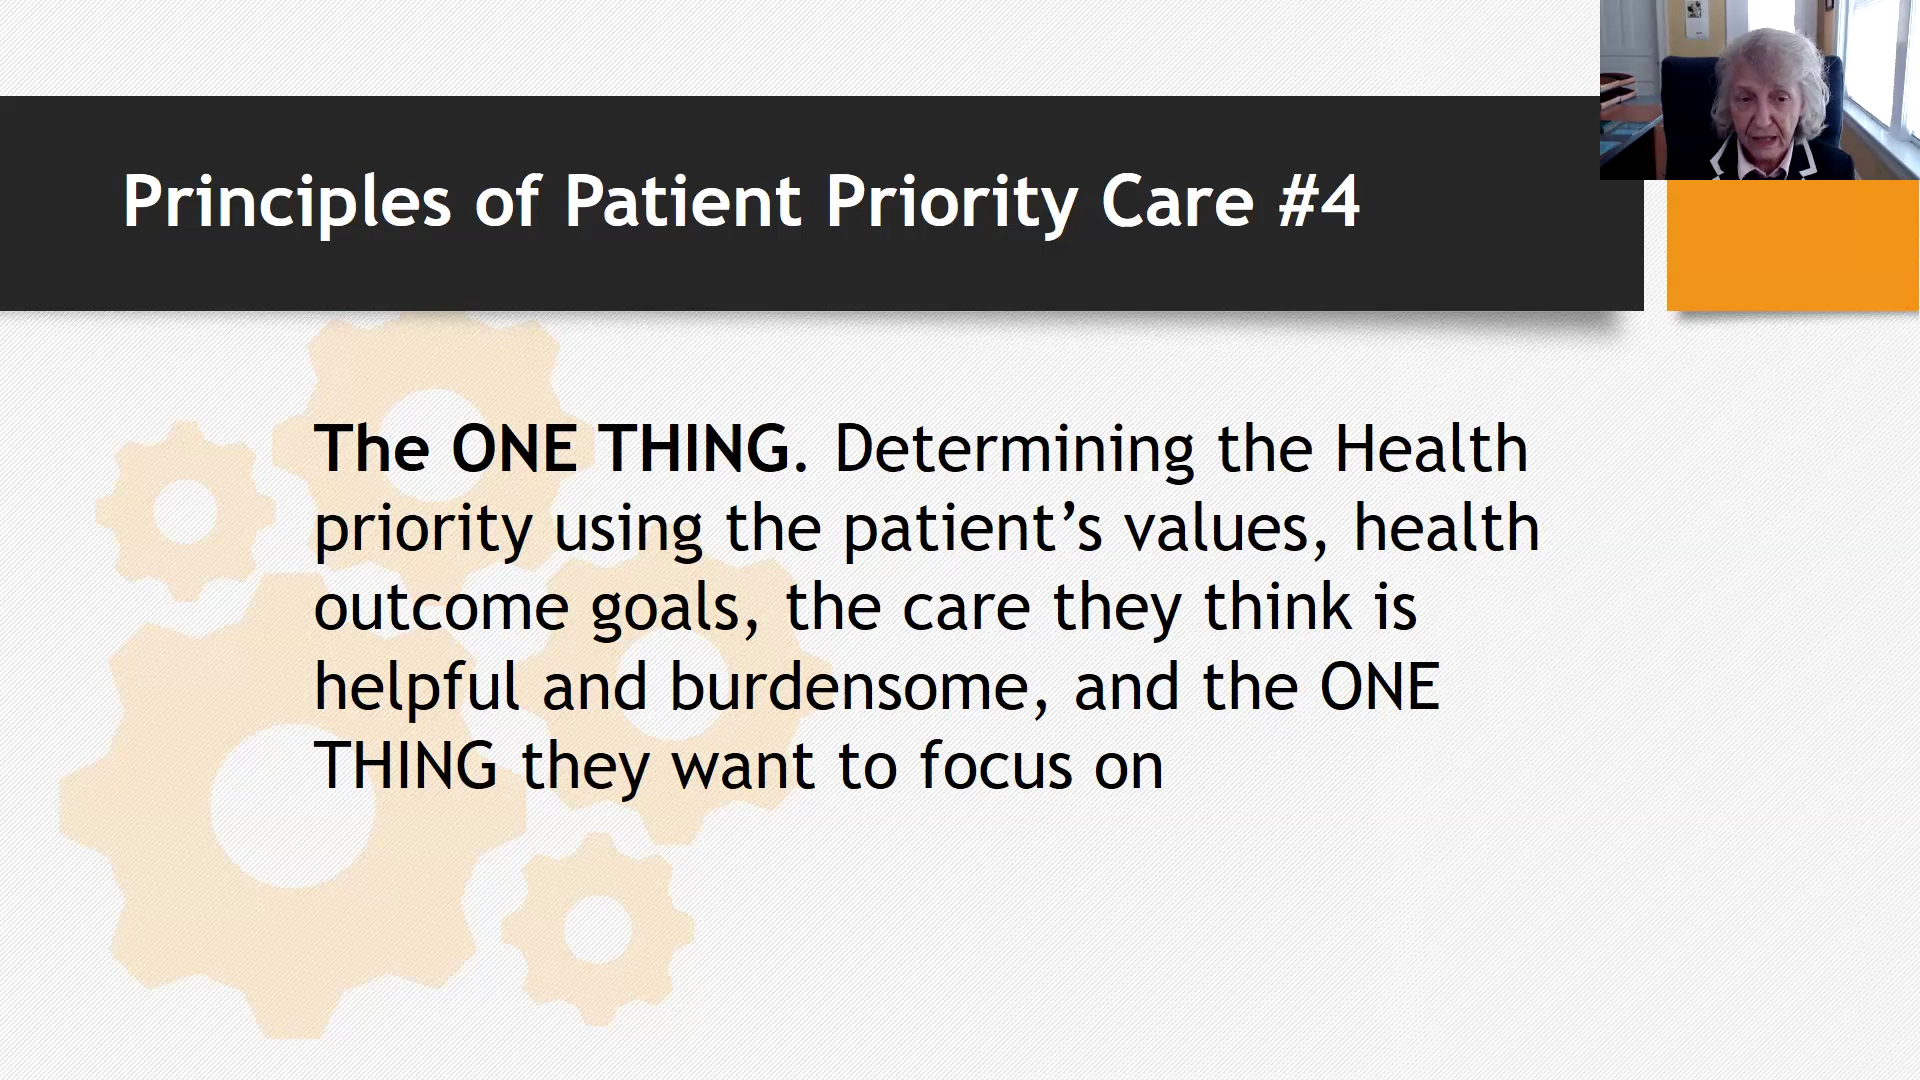 Principles of Patient Priority Care #4
The ONE THING. Determining the Health
priority using the patient’s values, health
outcome goals, the care they think is
helpful and burdensome, and the ONE
THING they want to focus on